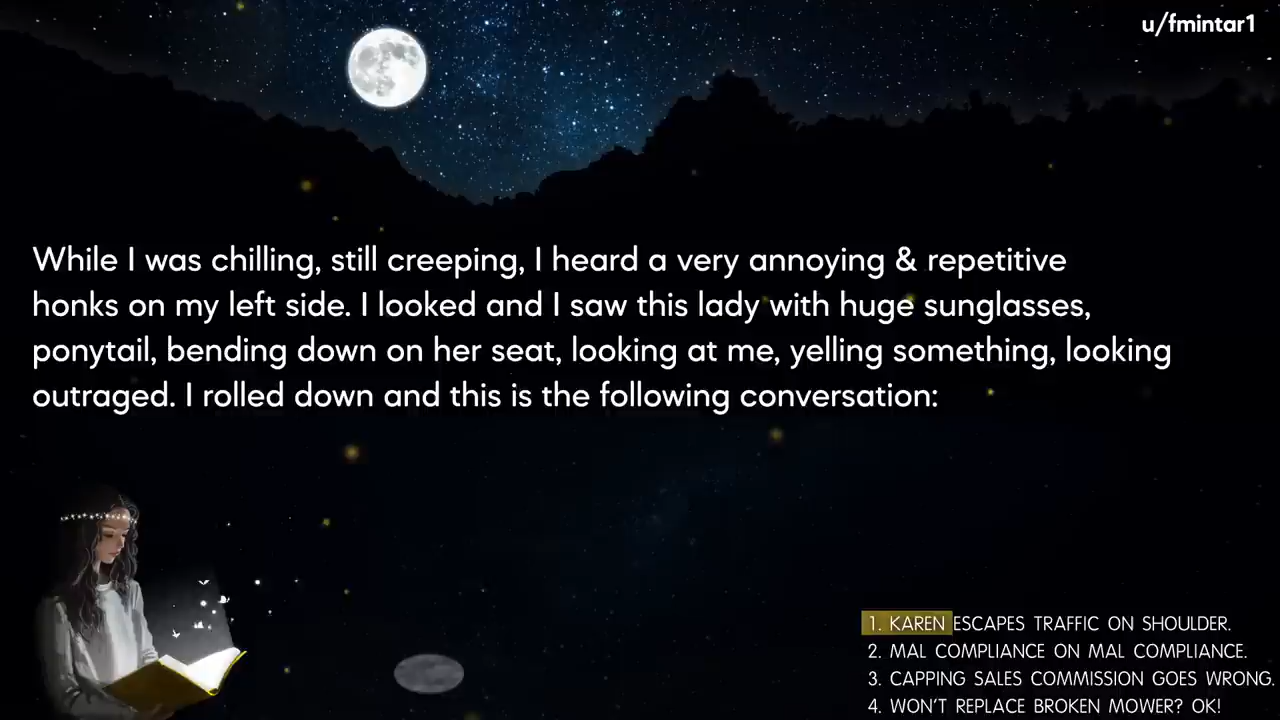 u/fmintar1
While I was chilling, still creeping, I heard a very annoying & repetitive
honks on my left side. I looked and I saw this lady with huge sunglasses,
ponytail, bending down on her seat, looking at me, yelling something, looking
outraged. I rolled down and this is the following conversation:
1. KAREN ESCAPES TRAFFIC ON SHOULDER.
2. MAL COMPLIANCE ON MAL COMPLIANCE.
3. CAPPING SALES COMMISSION GOES WRONG.
4. WON'T REPLACE BROKEN MOWER? OK!